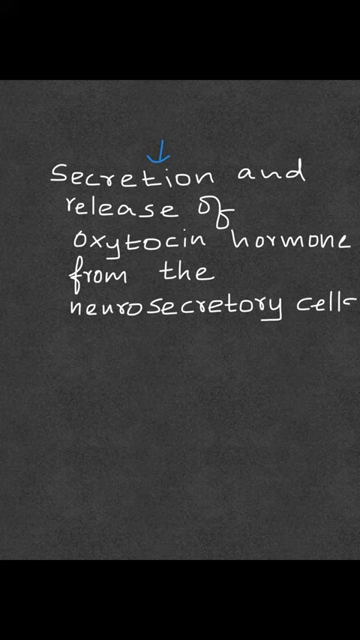 Secretion and
release of
oxytocin hormone
from the
neurosecretory cells